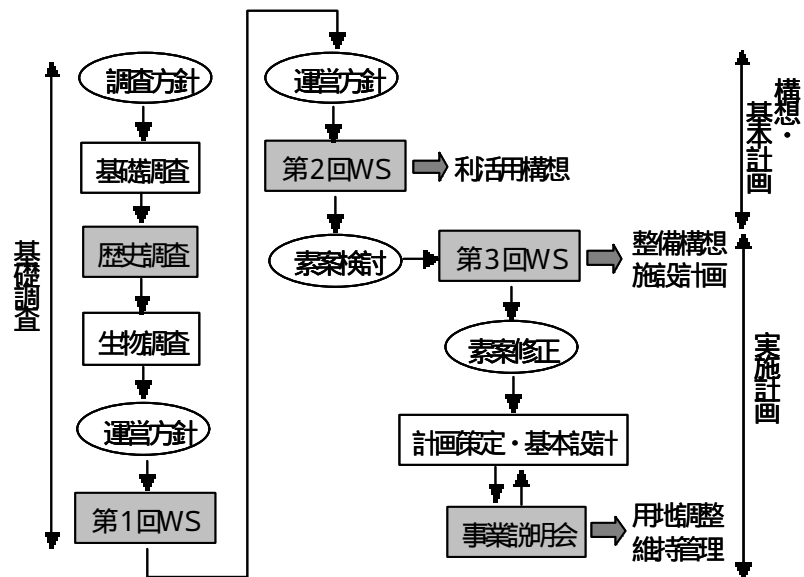 基礎調査
調査方針
基礎調査
歴史調査
生物調査
運営方針
第1回WS
運営方針
第2回WS
利活用構想
素案検討
第3回WS
整備構想
施設計画
素案修正
計画策定・基本設計
事業説明会
用地調整
維持管理
構想・
基本計画
実施計画